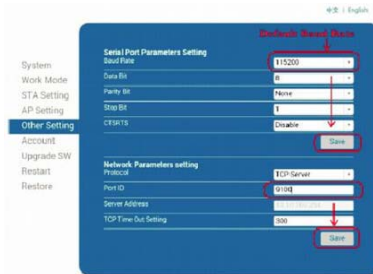 中文 | English
Default Baud Rate
Serial Port Parameters Setting
Baud Rate
115200
Data Bit
8
Parity Bit
None
Stop Bit
1
CTSRTS
Disable
Save
System
Work Mode
STA Setting
AP Setting
Other Setting
Account
Upgrade SW
Restart
Restore
Network Parameters setting
Protocol
TCP-Server
Port ID
9100
Server Address
TCP Time Out Setting
300
Save